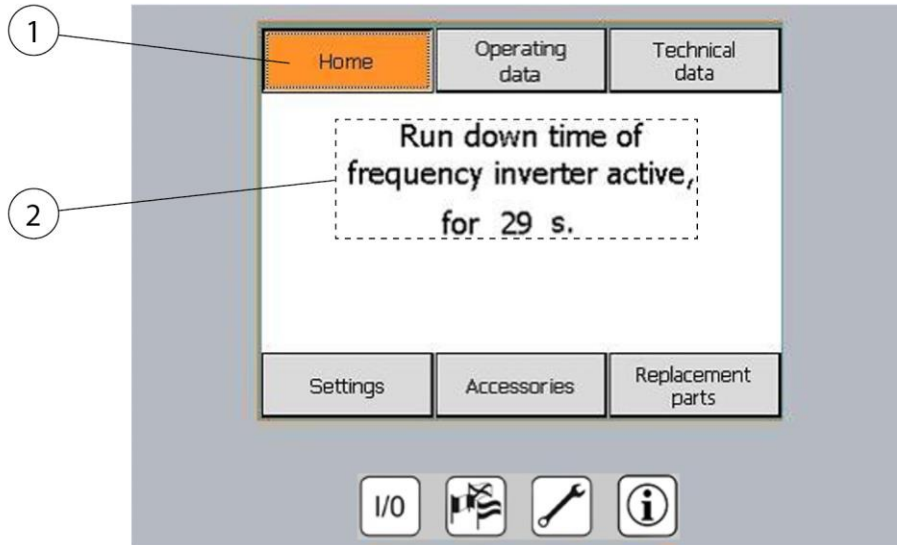 1
Home
Operating
data
Technical
data
Run down time of
frequency inverter active,
for 29 s.
2
Settings
Accessories
Replacement
parts
I/0
i